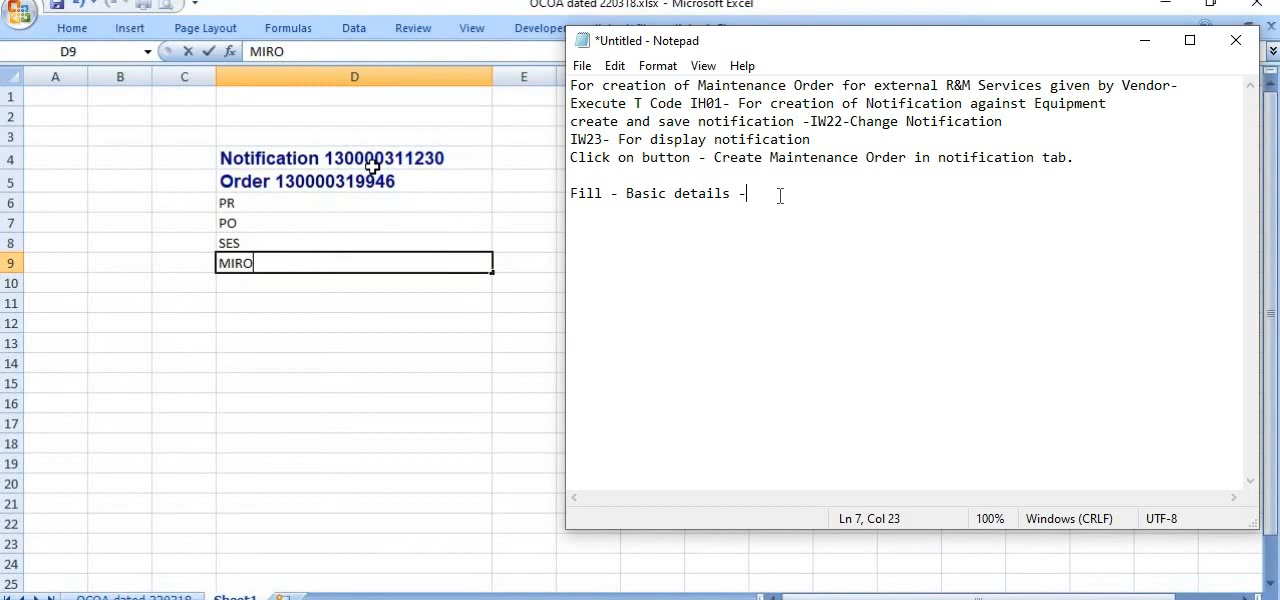 OCOA dated 220318.xlsx - Microsoft Excel
Home Insert Page Layout Formulas Data Review View Developer
D9 fx MIRO
A B C D E
1
2
3
4 Notification 130000311230
5 Order 130000319946
6 PR
7 PO
8 SES
9 MIRO
10
11
12
13
14
15
16
17
18
19
20
21
22
23
24
25
OCOA dated 220318 Sheet1
*Untitled - Notepad
File Edit Format View Help
For creation of Maintenance Order for external R&M Services given by Vendor-
Execute T Code IH01- For creation of Notification against Equipment
create and save notification -IW22-Change Notification
IW23- For display notification
Click on button - Create Maintenance Order in notification tab.
Fill - Basic details -
Ln 7, Col 23 100% Windows (CRLF) UTF-8